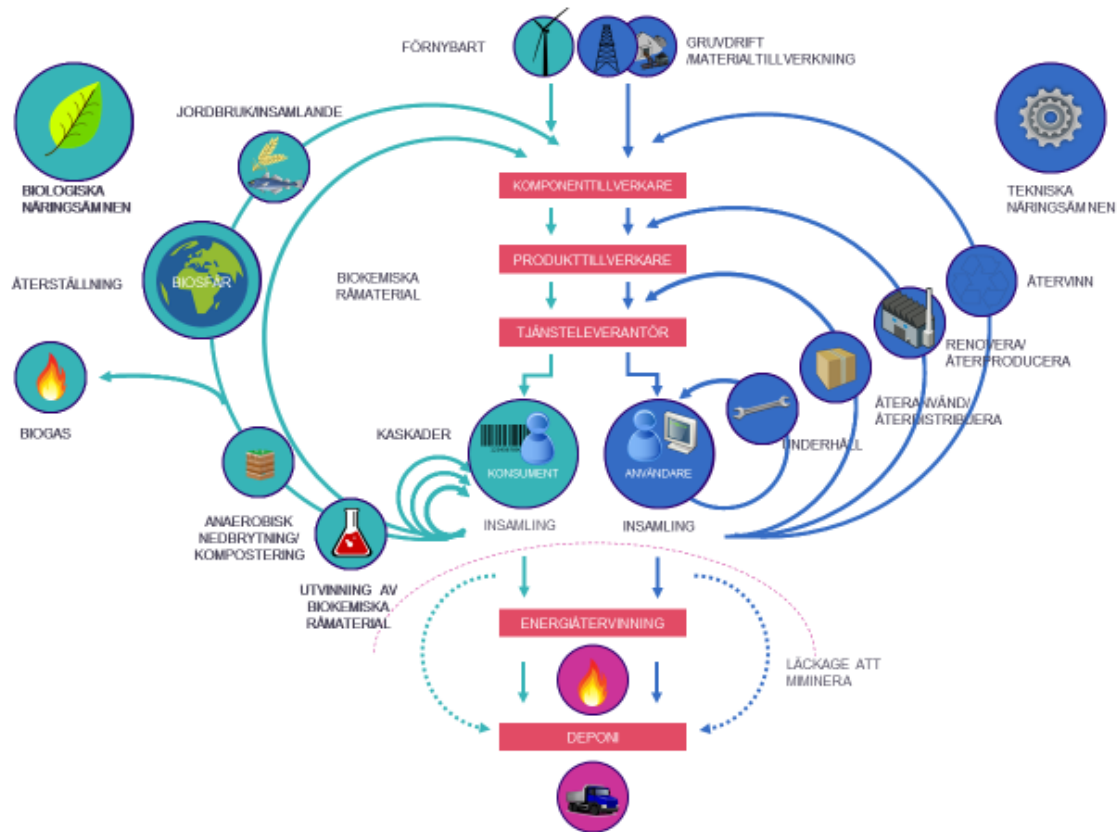 FÖRNYBART
GRUVDRIFT
/MATERIALTILLVERKNING
JORDBRUK/INSAMLANDE
BIOLOGISKA
NÄRINGSÄMNEN
TEKNISKA
NÄRINGSÄMNEN
KOMPONENTTILLVERKARE
PRODUKTTILLVERKARE
TJÄNSTELEVERANTÖR
BIOKEMISKA
RÅMATERIAL
ÅTERSTÄLLNING
BIOSFÄR
ÅTERVINN
RENOVERA/
ÅTERPRODUCERA
ÅTERANVÄND/
ÅTERDISTRIBUERA
UNDERHÅLL
BIOGAS
KASKADER
KONSUMENT
ANVÄNDARE
INSAMLING
INSAMLING
ANAEROBISK
NEDBRYTNING/
KOMPOSTERING
UTVINNING AV
BIOKEMISKA
RÅMATERIAL
ENERGIÅTERVINNING
LÄCKAGE ATT
MIMINERA
DEPONI